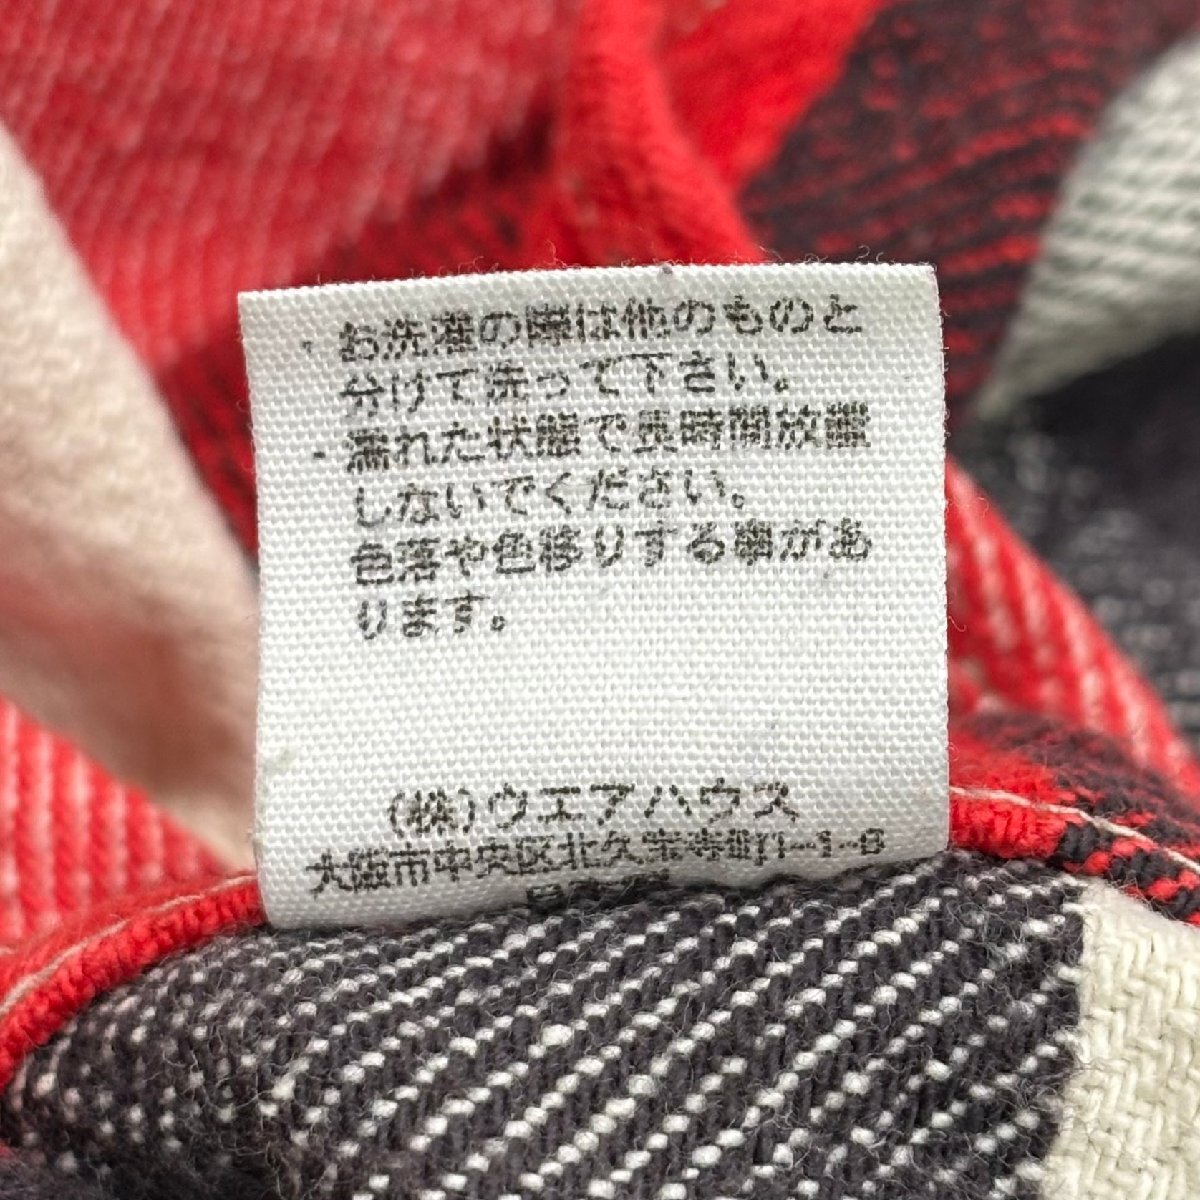 ・お洗濯の際は他のものと
分けて洗って下さい。
・濡れた状態で長時間放置
しないでください。
色落や色移りする事があ
ります。
(株)ウエアハウス
大阪市中央区北久宝寺町1-1-6